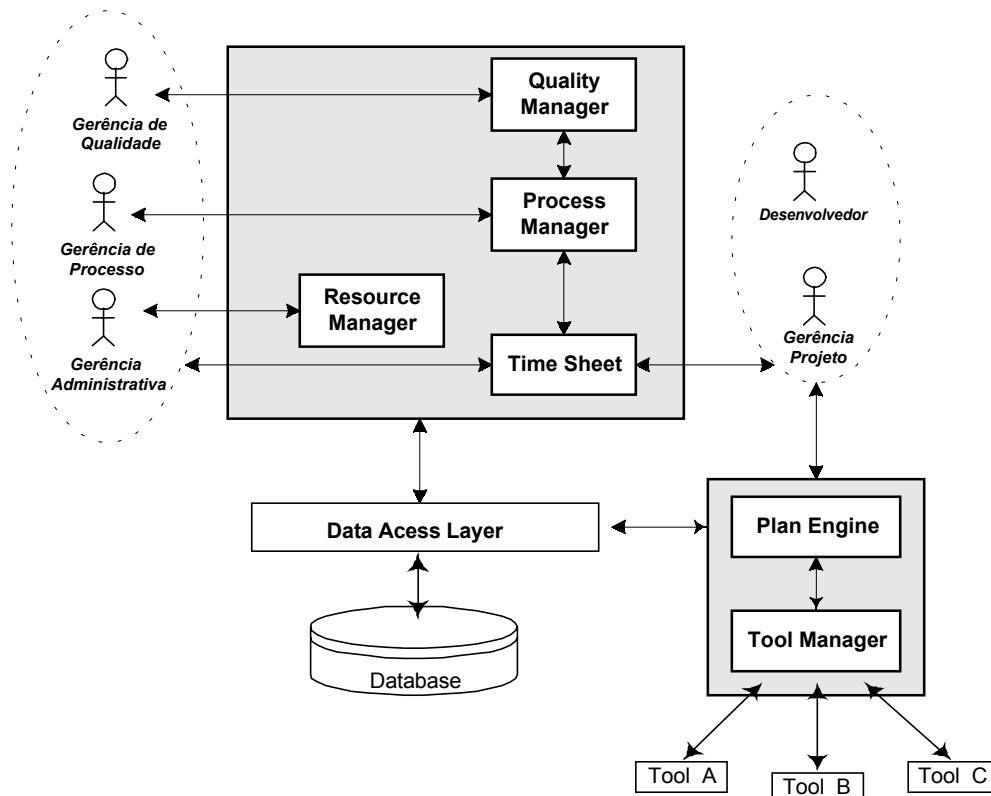 Gerência de
Qualidade
Gerência de
Processo
Gerência
Administrativa
Quality
Manager
Process
Manager
Resource
Manager
Time Sheet
Desenvolvedor
Gerência
Projeto
Data Acess Layer
Database
Plan Engine
Tool Manager
Tool A
Tool B
Tool C